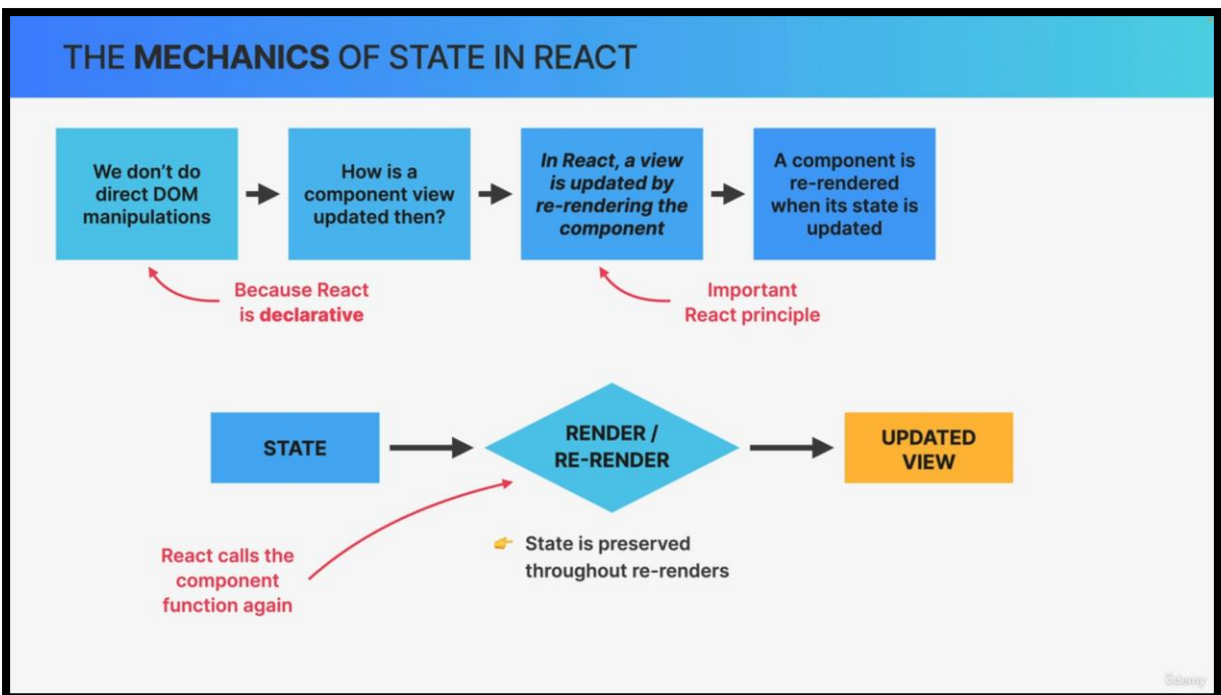 THE MECHANICS OF STATE IN REACT
We don't do
direct DOM
manipulations
How is a
component view
updated then?
In React, a view
is updated by
re-rendering the
component
A component is
re-rendered
when its state is
updated
Because React
is declarative
Important
React principle
STATE
RENDER /
RE-RENDER
UPDATED
VIEW
React calls the
component
function again
👉 State is preserved
throughout re-renders
Udemy